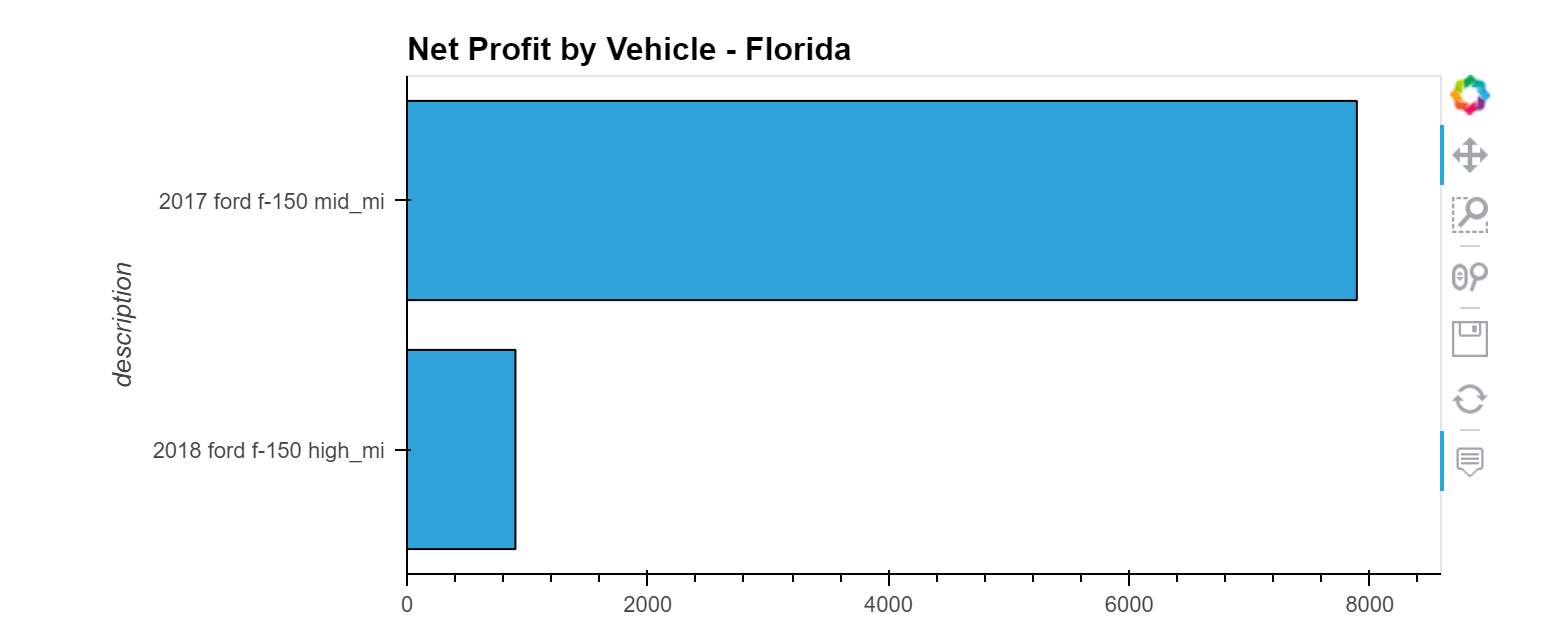 Net Profit by Vehicle - Florida
2017 ford f-150 mid_mi
description
2018 ford f-150 high_mi
0 2000 4000 6000 8000